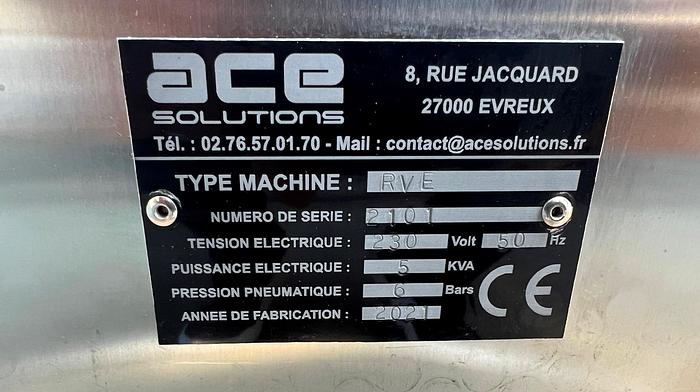 ace
SOLUTIONS
8, RUE JACQUARD
27000 EVREUX
Tél. : 02.76.57.01.70 - Mail : contact@acesolutions.fr
TYPE MACHINE : RVE
NUMERO DE SERIE : 2101
TENSION ELECTRIQUE : 230 Volt 50 Hz
PUISSANCE ELECTRIQUE : 5 KVA
PRESSION PNEUMATIQUE : 6 Bars
ANNEE DE FABRICATION : 2021
CE